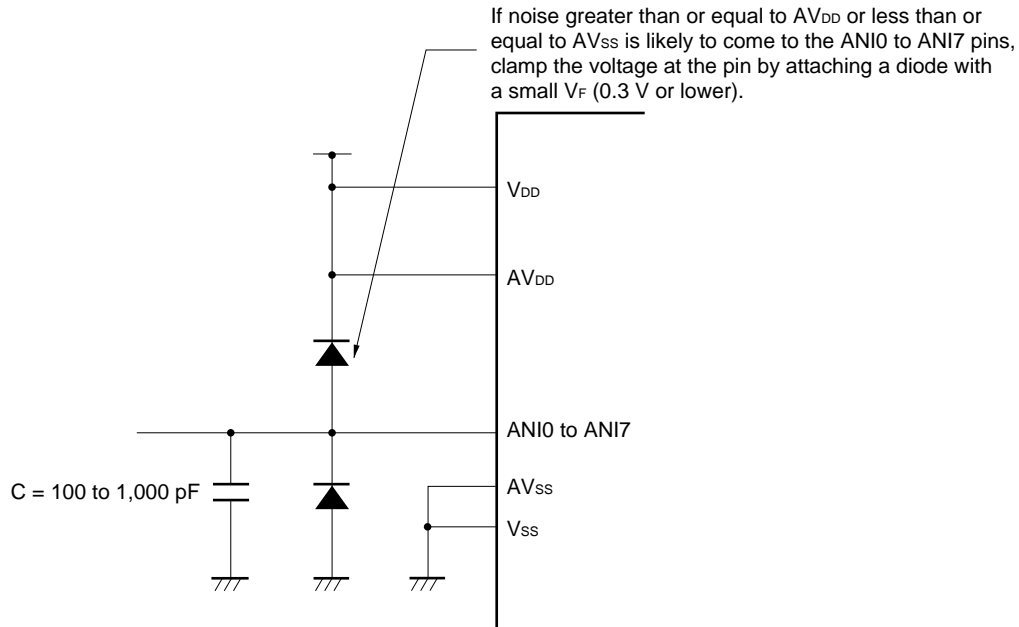 If noise greater than or equal to AVDD or less than or
equal to AVSS is likely to come to the ANI0 to ANI7 pins,
clamp the voltage at the pin by attaching a diode with
a small VF (0.3 V or lower).
VDD
AVDD
ANI0 to ANI7
C = 100 to 1,000 pF
AVSS
VSS